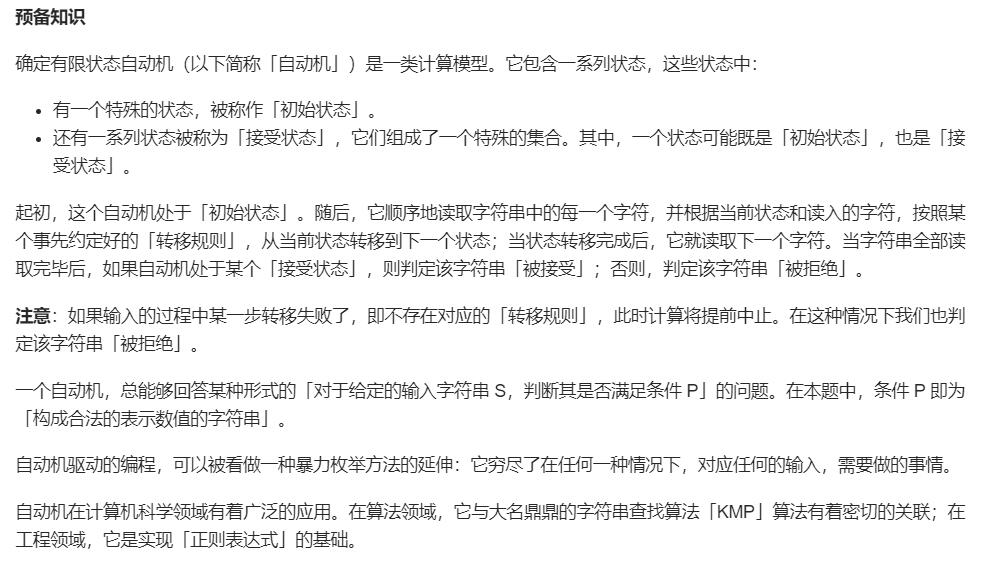 预备知识
确定有限状态自动机（以下简称「自动机」）是一类计算模型。它包含一系列状态，这些状态中：
• 有一个特殊的状态，被称作「初始状态」。
• 还有一系列状态被称为「接受状态」，它们组成了一个特殊的集合。其中，一个状态可能既是「初始状态」，也是「接
受状态」。
起初，这个自动机处于「初始状态」。随后，它顺序地读取字符串中的每一个字符，并根据当前状态和读入的字符，按照某
个事先约定好的「转移规则」，从当前状态转移到下一个状态；当状态转移完成后，它就读取下一个字符。当字符串全部读
取完毕后，如果自动机处于某个「接受状态」，则判定该字符串「被接受」；否则，判定该字符串「被拒绝」。
注意：如果输入的过程中某一步转移失败了，即不存在对应的「转移规则」，此时计算将提前中止。在这种情况下我们也判
定该字符串「被拒绝」。
一个自动机，总能够回答某种形式的「对于给定的输入字符串 S，判断其是否满足条件 P」的问题。在本题中，条件 P 即为
「构成合法的表示数值的字符串」。
自动机驱动的编程，可以被看做一种暴力枚举方法的延伸：它穷尽了在任何一种情况下，对应任何的输入，需要做的事情。
自动机在计算机科学领域有着广泛的应用。在算法领域，它与大名鼎鼎的字符串查找算法「KMP」算法有着密切的关联；在
工程领域，它是实现「正则表达式」的基础。